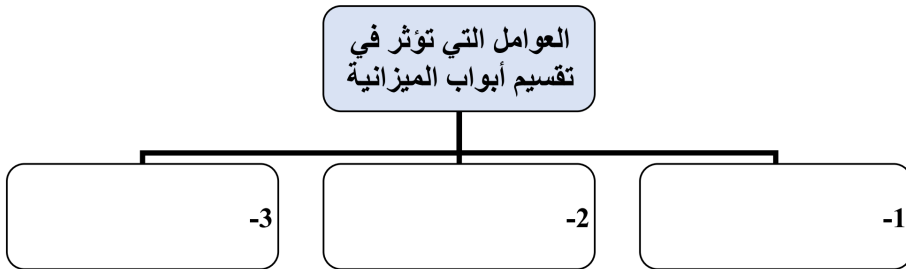 العوامل التي تؤثر في
تقسيم أبواب الميزانية
1-
2-
3-